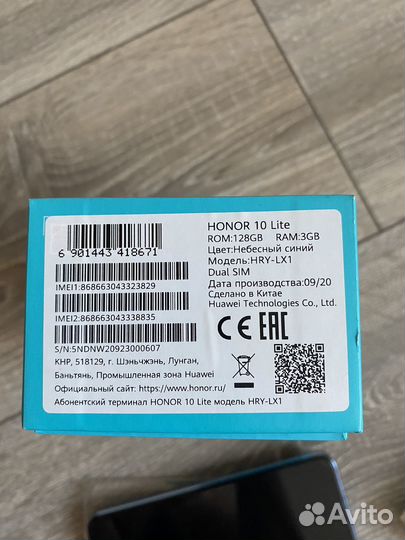 HONOR 10 Lite
ROM:128GB RAM:3GB
Цвет:Небесный синий
Модель:HRY-LX1
Dual SIM
Дата производства:09/20
Сделано в Китае
Huawei Technologies Co., Ltd.
6 901443 418671
IMEI1:868663043323829
IMEI2:868663043338835
S/N:5NDNW20923000607
КНР, 518129, г. Шэньчжэнь, Лунган,
Баньтянь, Промышленная зона Huawei
Официальный сайт: https://www.honor.ru/
Абонентский терминал HONOR 10 Lite модель HRY-LX1
CE EAC
Avito